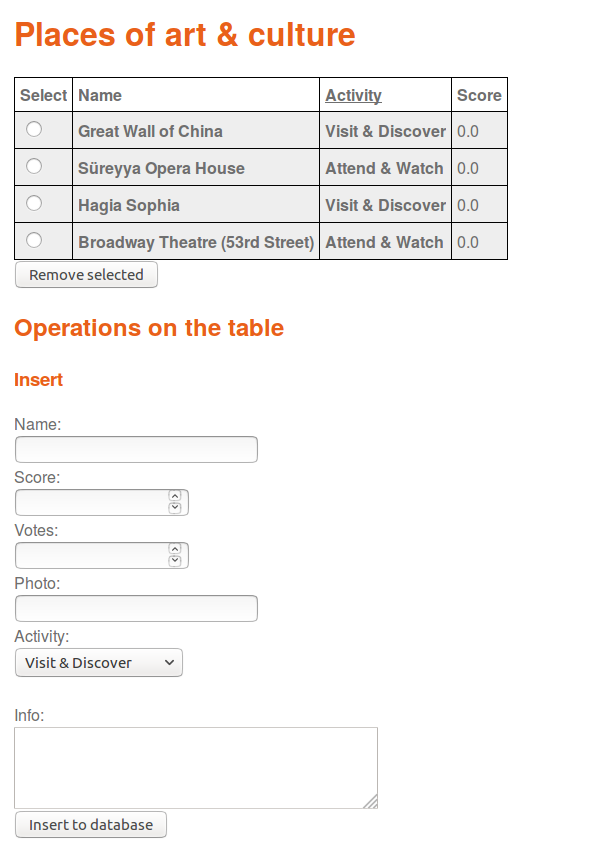 Places of art & culture
Select Name Activity Score
Great Wall of China Visit & Discover 0.0
Süreyya Opera House Attend & Watch 0.0
Hagia Sophia Visit & Discover 0.0
Broadway Theatre (53rd Street) Attend & Watch 0.0
Remove selected
Operations on the table
Insert
Name:
Score:
Votes:
Photo:
Activity:
Visit & Discover
Info:
Insert to database